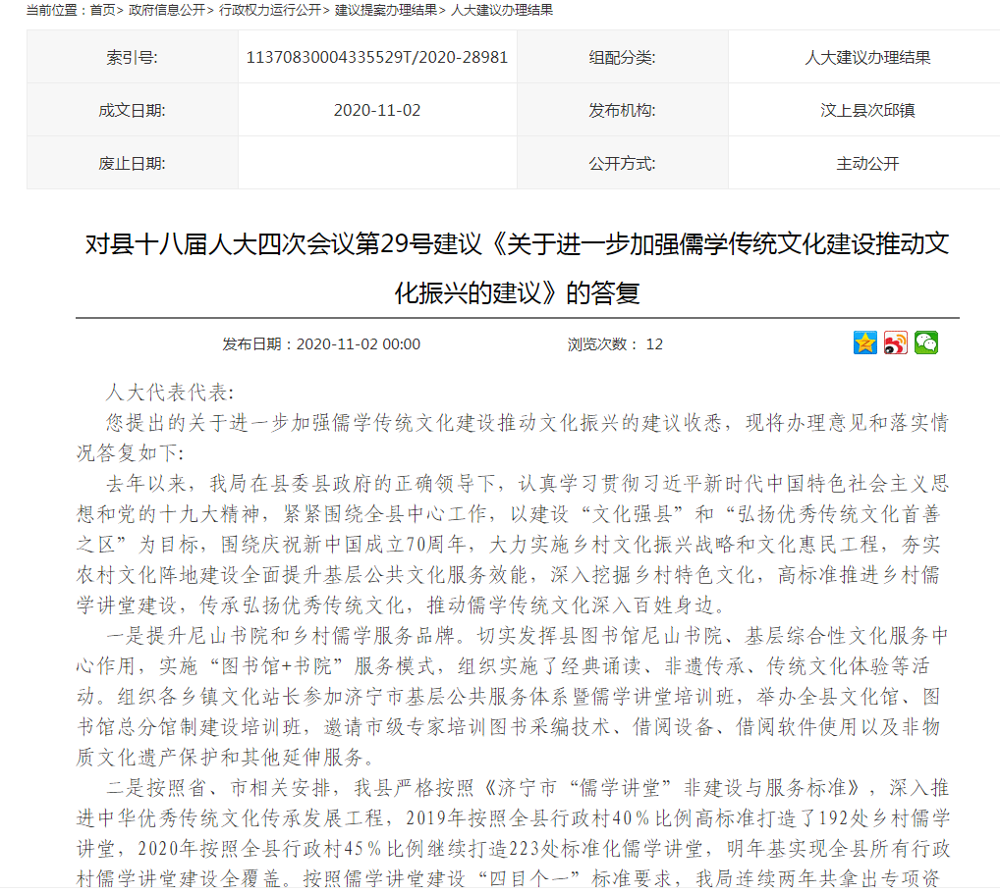 当前位置：首页> 政府信息公开> 行政权力运行公开> 建议提案办理结果> 人大建议办理结果
索引号: 11370830004335529T/2020-28981 组配分类: 人大建议办理结果
成文日期: 2020-11-02 发布机构: 汶上县次邱镇
废止日期: 公开方式: 主动公开
对县十八届人大四次会议第29号建议《关于进一步加强儒学传统文化建设推动文
化振兴的建议》的答复
发布日期：2020-11-02 00:00 浏览次数： 12
人大代表代表:
您提出的关于进一步加强儒学传统文化建设推动文化振兴的建议收悉，现将办理意见和落实情
况答复如下:
去年以来，我局在县委县政府的正确领导下，认真学习贯彻习近平新时代中国特色社会主义思
想和党的十九大精神，紧紧围绕全县中心工作，以建设“文化强县”和“弘扬优秀传统文化首善
之区”为目标，围绕庆祝新中国成立70周年，大力实施乡村文化振兴战略和文化惠民工程，夯实
农村文化阵地建设全面提升基层公共文化服务效能，深入挖掘乡村特色文化，高标准推进乡村儒
学讲堂建设，传承弘扬优秀传统文化，推动儒学传统文化深入百姓身边。
一是提升尼山书院和乡村儒学服务品牌。切实发挥县图书馆尼山书院、基层综合性文化服务中
心作用，实施“图书馆+书院”服务模式，组织实施了经典诵读、非遗传承、传统文化体验等活
动。组织各乡镇文化站长参加济宁市基层公共服务体系暨儒学讲堂培训班，举办全县文化馆、图
书馆总分馆制建设培训班，邀请市级专家培训图书采编技术、借阅设备、借阅软件使用以及非物
质文化遗产保护和其他延伸服务。
二是按照省、市相关安排，我县严格按照《济宁市“儒学讲堂”非建设与服务标准》，深入推
进中华优秀传统文化传承发展工程，2019年按照全县行政村40％比例高标准打造了192处乡村儒学
讲堂，2020年按照全县行政村45％比例继续打造223处标准化儒学讲堂，明年基实现全县所有行政
村儒学讲堂建设全覆盖。按照儒学讲堂建设“四目个一”标准要求，我局连续两年共拿出专项资